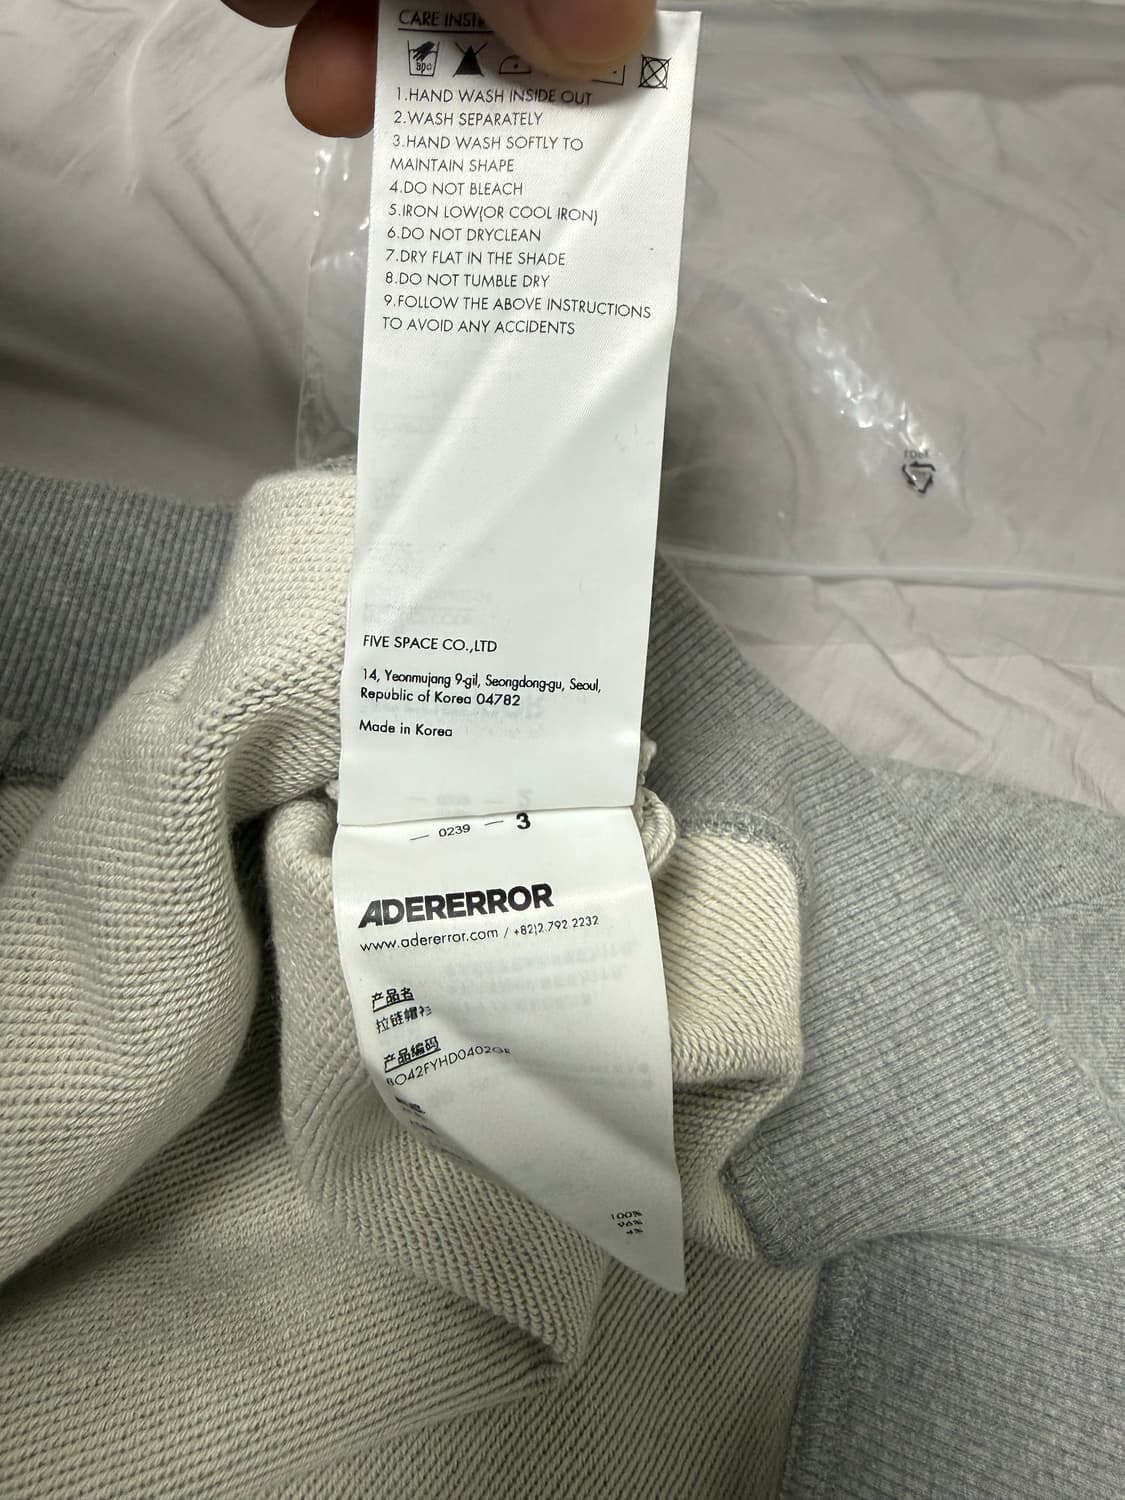 CARE
30c
1.HAND WASH INSIDE OUT
2.WASH SEPARATELY
3.HAND WASH SOFTLY TO
MAINTAIN SHAPE
4.DO NOT BLEACH
5.IRON LOW(OR COOL IRON)
6.DO NOT DRYCLEAN
7.DRY FLAT IN THE SHADE
8.DO NOT TUMBLE DRY
9.FOLLOW THE ABOVE INSTRUCTIONS
TO AVOID ANY ACCIDENTS
FIVE SPACE CO.,LTD
14, Yeonmujang 9-gil, Seongdong-gu, Seoul,
Republic of Korea 04782
Made in Korea
— 0239 — 3
ADERERROR
www.adererror.com / +82)2.792.2232
产品名
拉链帽衫
产品编码
BO42FYHD0402GR
100%
96%
4%